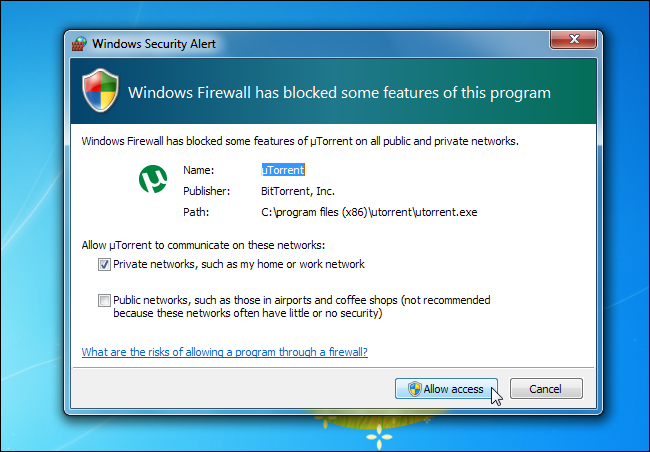 Windows Security Alert
Windows Firewall has blocked some features of this program
Windows Firewall has blocked some features of µTorrent on all public and private networks.
Name: µTorrent
Publisher: BitTorrent, Inc.
Path: C:\program files (x86)\utorrent\utorrent.exe
Allow µTorrent to communicate on these networks:
Private networks, such as my home or work network
Public networks, such as those in airports and coffee shops (not recommended
because these networks often have little or no security)
What are the risks of allowing a program through a firewall?
Allow access Cancel